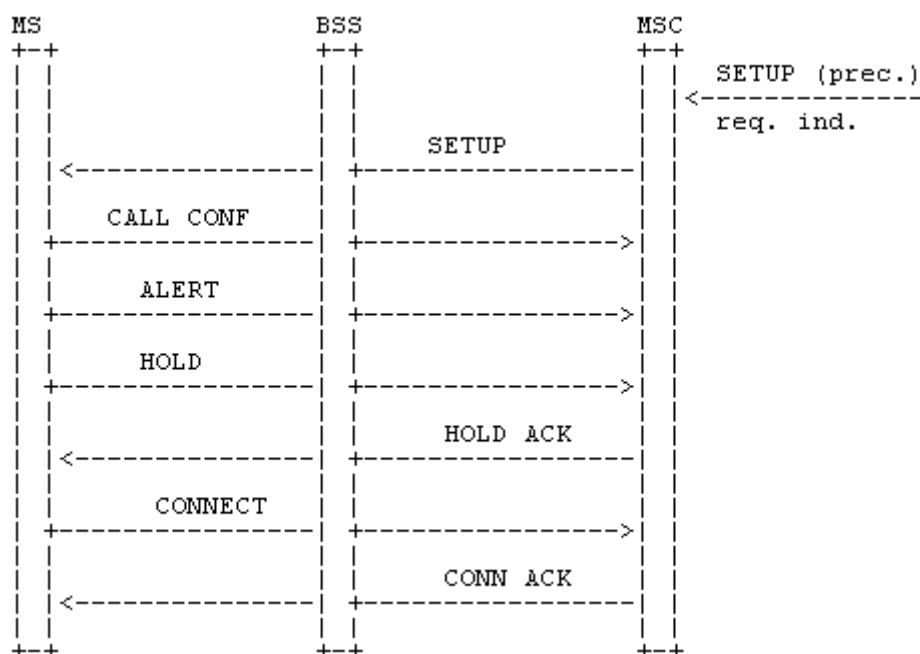 MS BSS MSC
SETUP (prec.)
req. ind.
SETUP
CALL CONF
ALERT
HOLD
HOLD ACK
CONNECT
CONN ACK